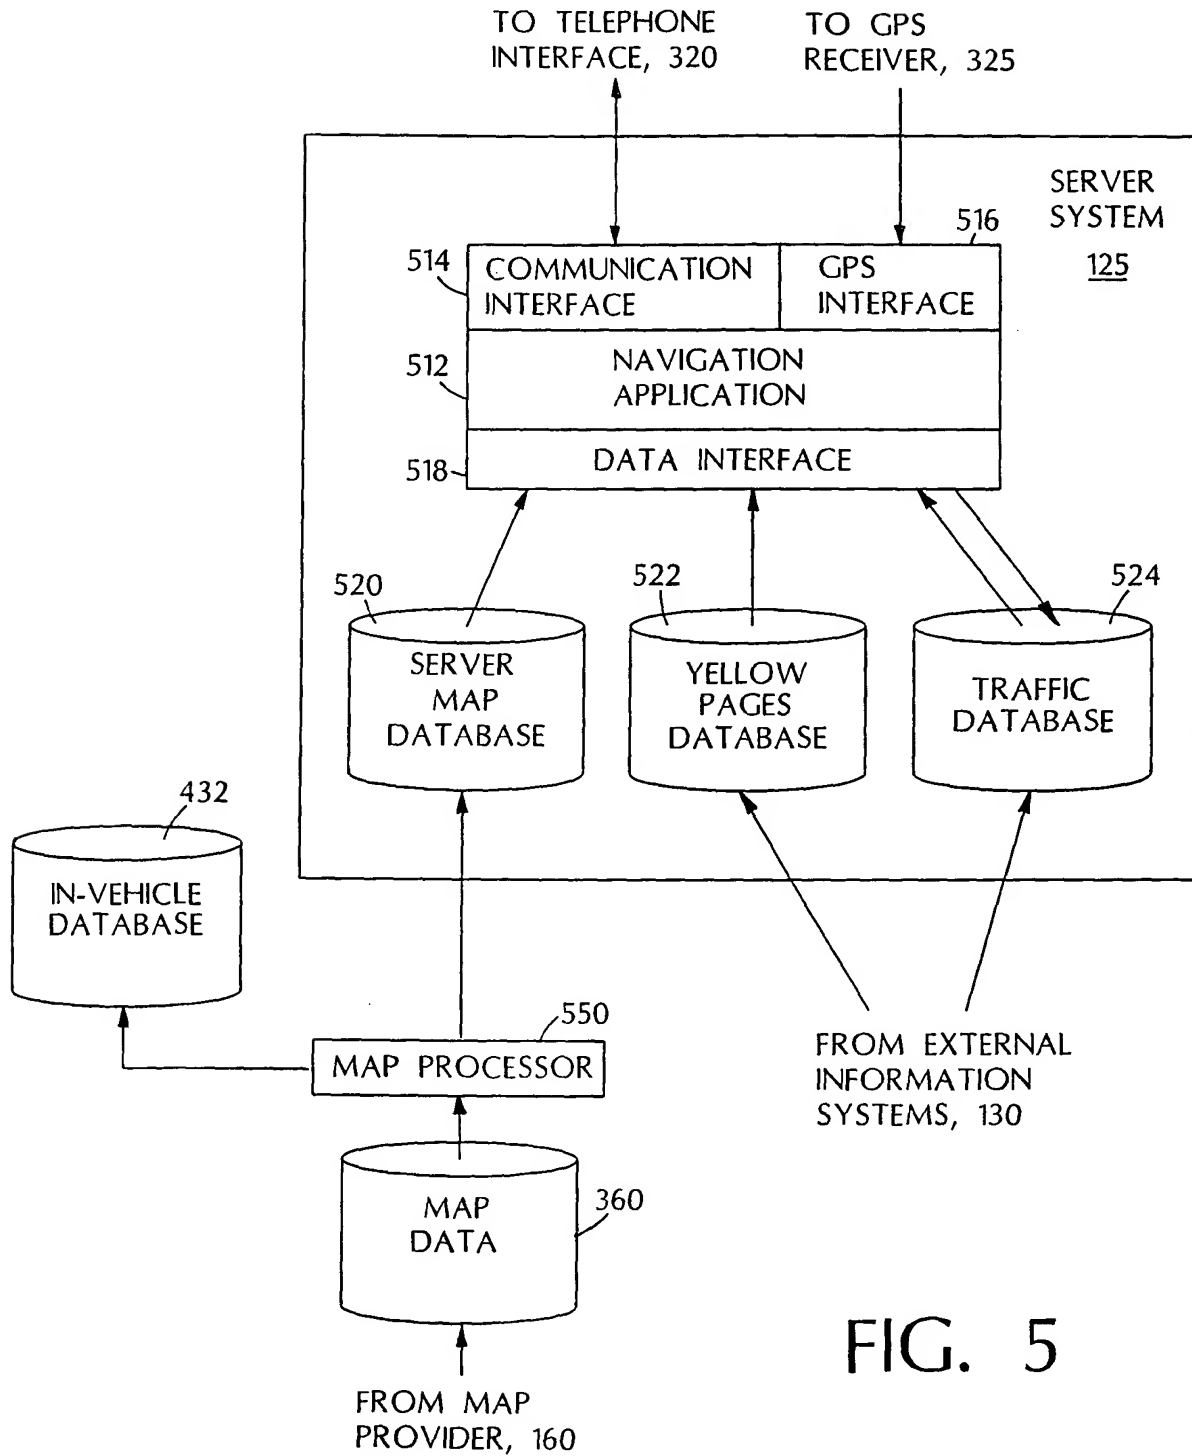 TO TELEPHONE
INTERFACE, 320
TO GPS
RECEIVER, 325
SERVER
SYSTEM
125
516
514
COMMUNICATION
INTERFACE
GPS
INTERFACE
512
NAVIGATION
APPLICATION
518
DATA INTERFACE
520
SERVER
MAP
DATABASE
522
YELLOW
PAGES
DATABASE
524
TRAFFIC
DATABASE
432
IN-VEHICLE
DATABASE
550
MAP PROCESSOR
FROM EXTERNAL
INFORMATION
SYSTEMS, 130
MAP
DATA
360
FROM MAP
PROVIDER, 160
FIG. 5